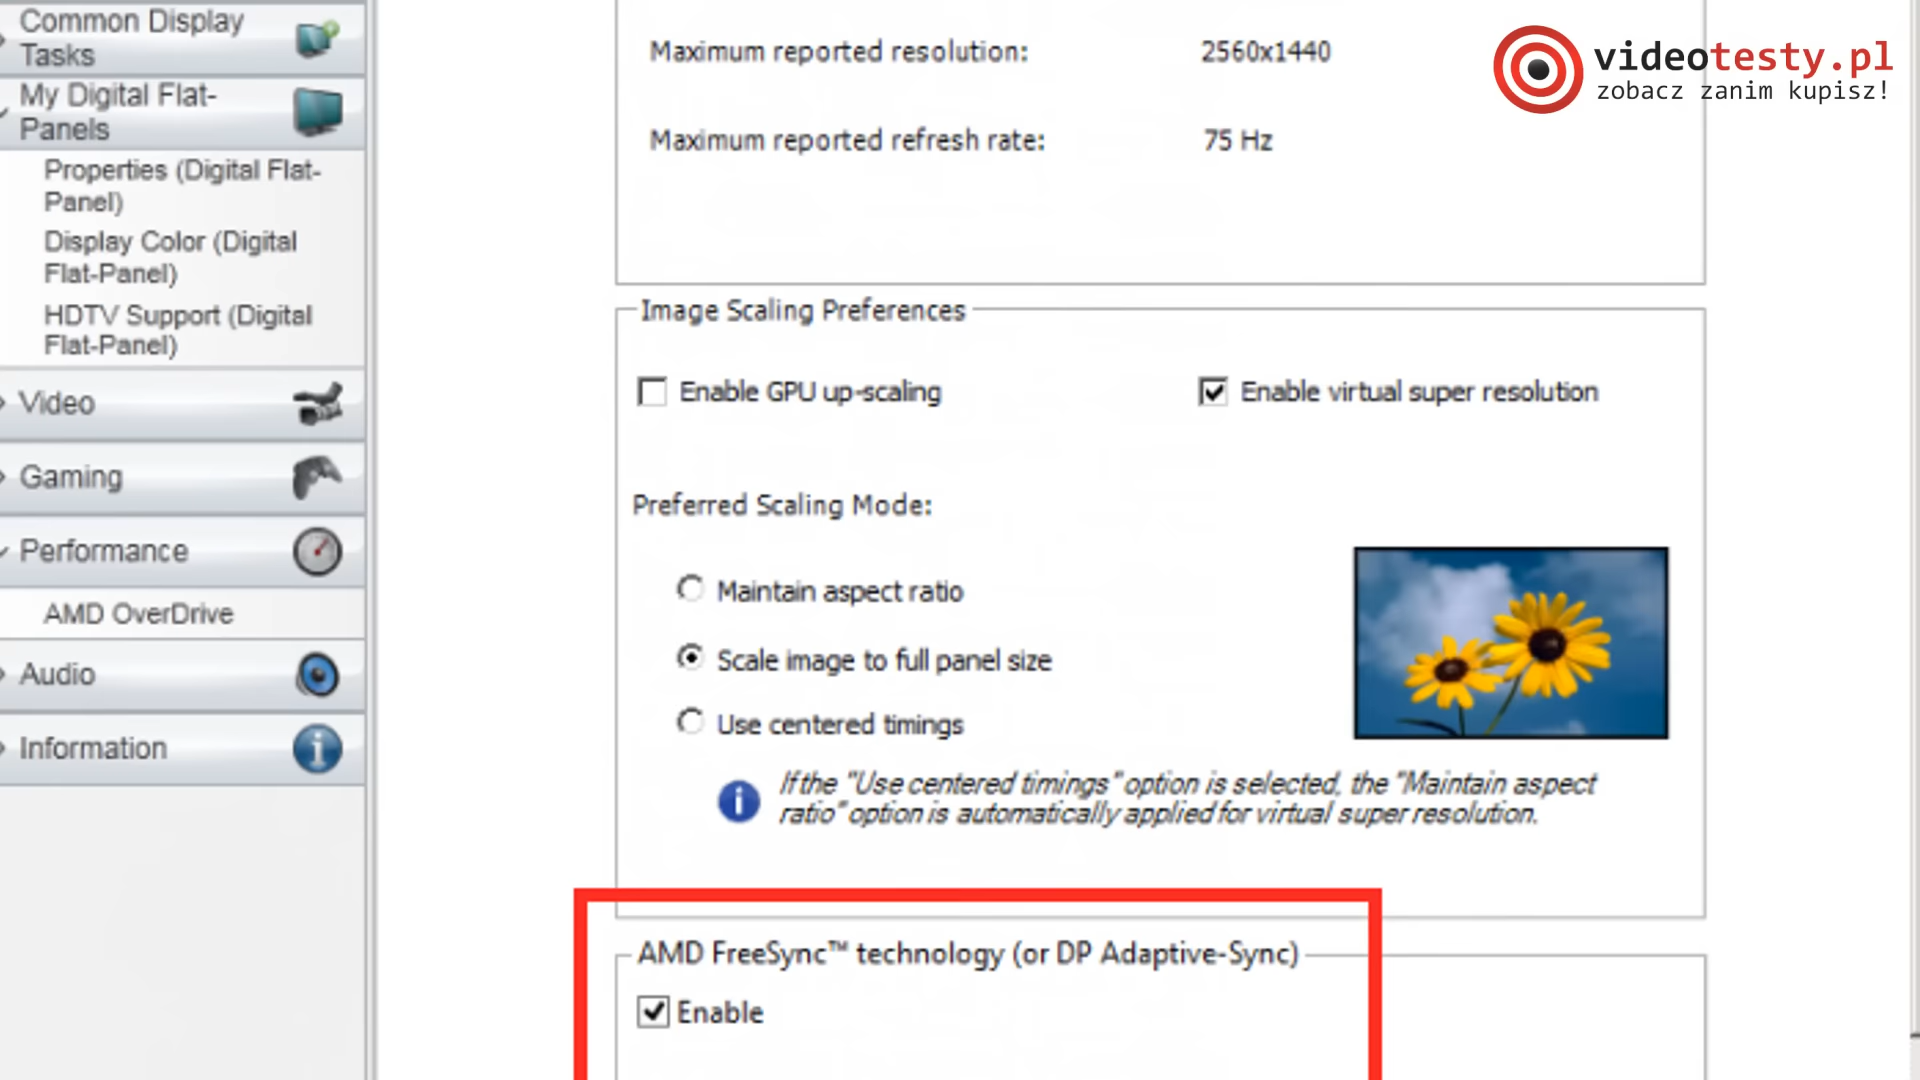 Common Display
Tasks
My Digital Flat-
Panels
Properties (Digital Flat-
Panel)
Display Color (Digital
Flat-Panel)
HDTV Support (Digital
Flat-Panel)
Video
Gaming
Performance
AMD OverDrive
Audio
Information
Maximum reported resolution: 2560x1440
Maximum reported refresh rate: 75 Hz
Image Scaling Preferences
Enable GPU up-scaling
Enable virtual super resolution
Preferred Scaling Mode:
Maintain aspect ratio
Scale image to full panel size
Use centered timings
If the "Use centered timings" option is selected, the "Maintain aspect
ratio" option is automatically applied for virtual super resolution.
AMD FreeSync™ technology (or DP Adaptive-Sync)
Enable
videotesty.pl
zobacz zanim kupisz!